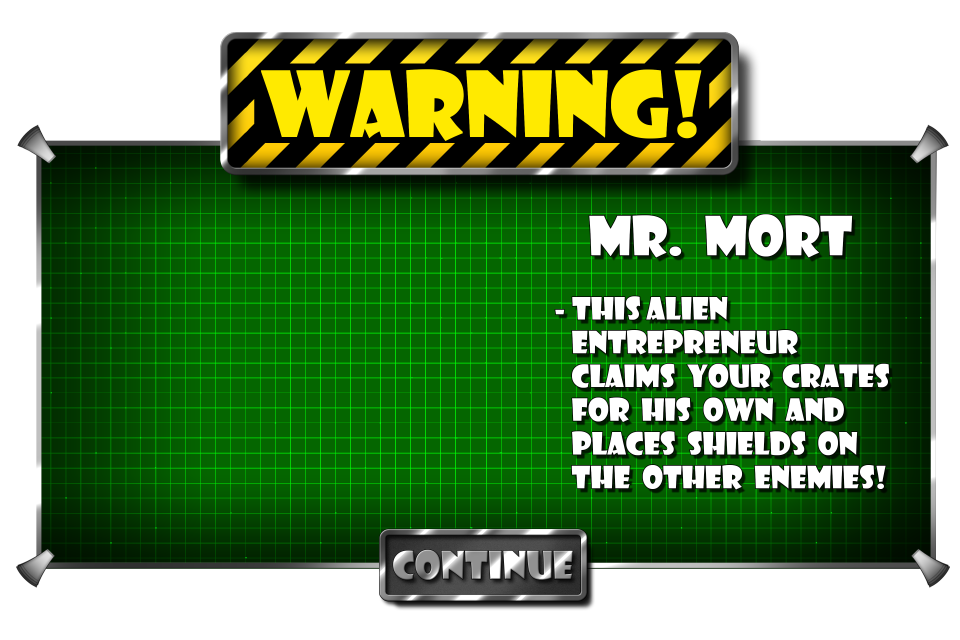 WARNING!
MR. MORT
- THIS ALIEN
ENTREPRENEUR
CLAIMS YOUR CRATES
FOR HIS OWN AND
PLACES SHIELDS ON
THE OTHER ENEMIES!
CONTINUE